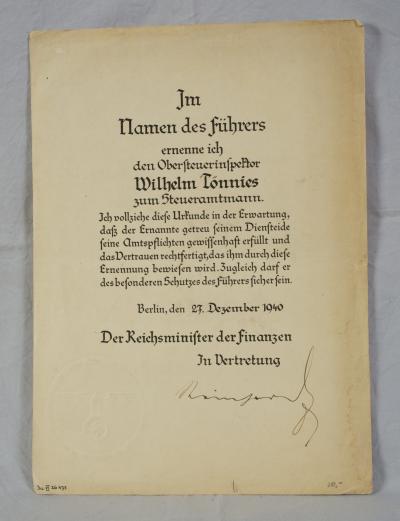 Im
Namen des Führers
ernenne ich
den Obersteuerinspektor
Wilhelm Tönnies
zum Steueramtmann.
Ich vollziehe diese Urkunde in der Erwartung,
daß der Ernannte getreu seinem Diensteide
seine Amtspflichten gewissenhaft erfüllt und
das Vertrauen rechtfertigt, das ihm durch diese
Ernennung bewiesen wird. Zugleich darf er
des besonderen Schutzes des Führers sicher sein.
Berlin, den 27. Dezember 1940
Der Reichsminister der Finanzen
In Vertretung
Reinhardt